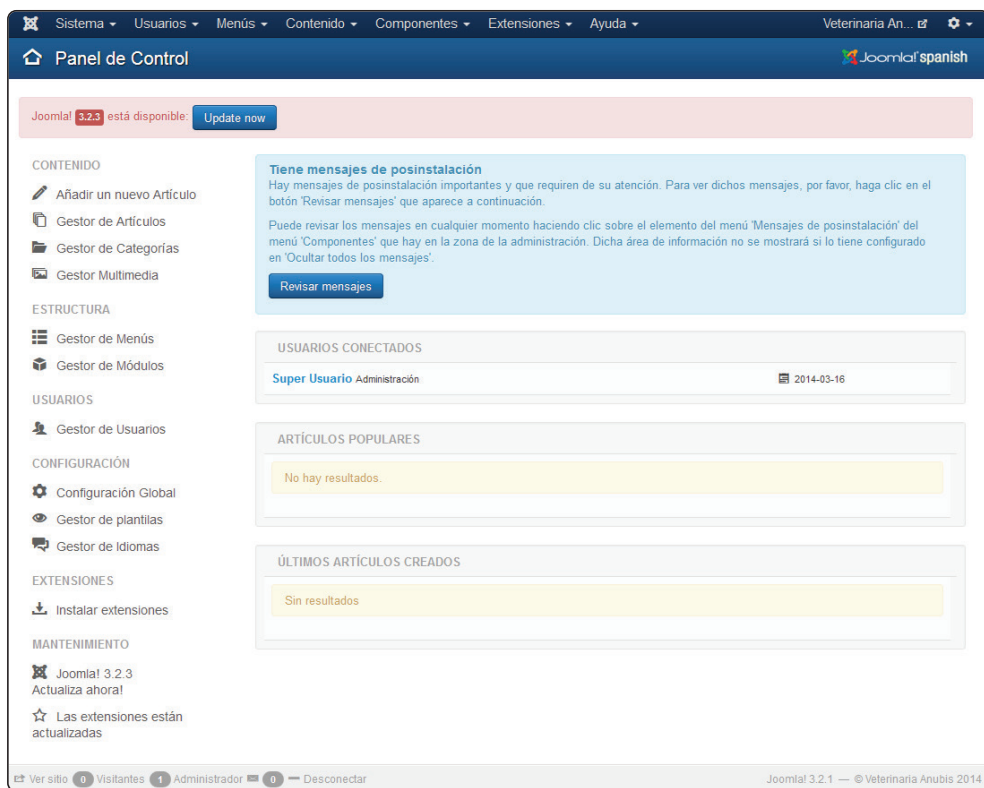 Sistema Usuarios Menús Contenido Componentes Extensiones Ayuda Veterinaria An...
Panel de Control Joomla! spanish
Joomla! 3.2.3 está disponible: Update now
CONTENIDO
Añadir un nuevo Artículo
Gestor de Artículos
Gestor de Categorías
Gestor Multimedia
ESTRUCTURA
Gestor de Menús
Gestor de Módulos
USUARIOS
Gestor de Usuarios
CONFIGURACIÓN
Configuración Global
Gestor de plantilas
Gestor de Idiomas
EXTENSIONES
Instalar extensiones
MANTENIMIENTO
Joomla! 3.2.3
Actualiza ahora!
Las extensiones están
actualizadas
Tiene mensajes de posinstalación
Hay mensajes de posinstalación importantes y que requiren de su atención. Para ver dichos mensajes, por favor, haga clic en el
botón 'Revisar mensajes' que aparece a continuación.
Puede revisar los mensajes en cualquier momento haciendo clic sobre el elemento del menú 'Mensajes de posinstalación' del
menú 'Componentes' que hay en la zona de la administración. Dicha área de información no se mostrará si lo tiene configurado
en 'Ocultar todos los mensajes'.
Revisar mensajes
USUARIOS CONECTADOS
Super Usuario Administración 2014-03-16
ARTÍCULOS POPULARES
No hay resultados.
ÚLTIMOS ARTÍCULOS CREADOS
Sin resultados
Ver sitio 0 Visitantes 1 Administrador 0 Desconectar Joomla! 3.2.1 — © Veterinaria Anubis 2014